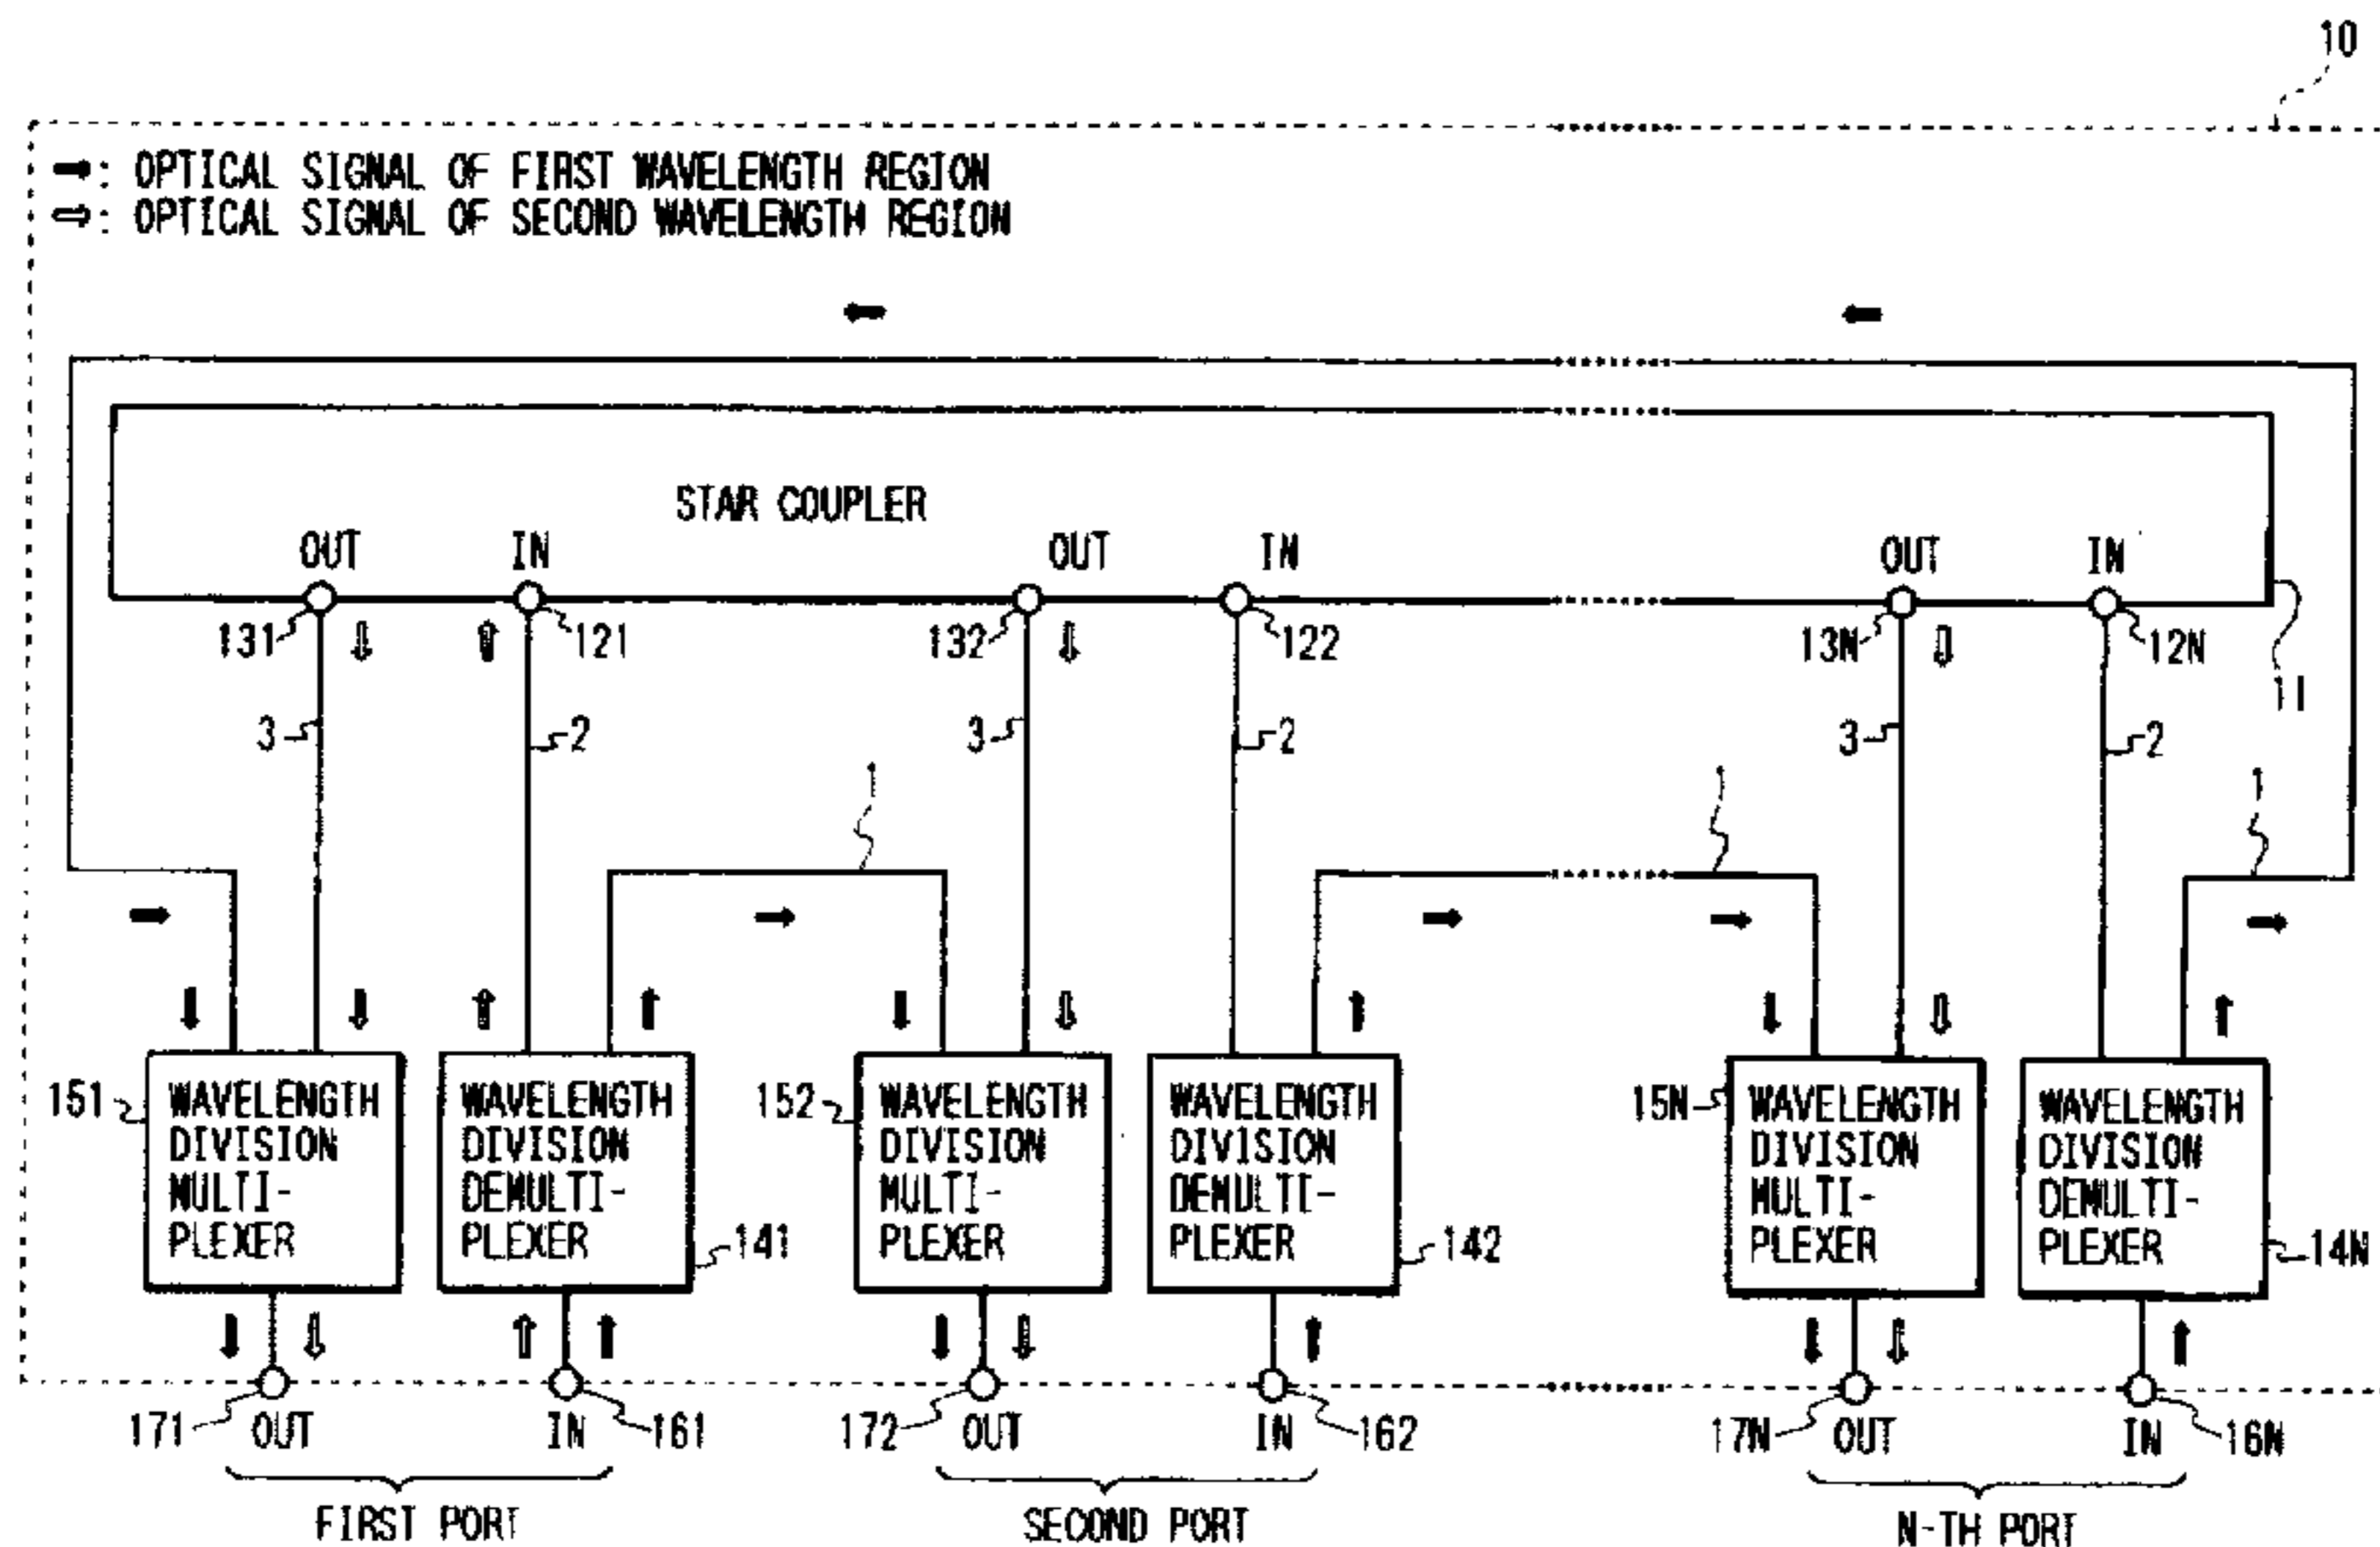 10
: OPTICAL SIGNAL OF FIRST WAVELENGTH REGION
: OPTICAL SIGNAL OF SECOND WAVELENGTH REGION
STAR COUPLER
OUT IN OUT IN OUT IN
131 121 132 122 13N 12N
11
3 2 3 2 3 2
1 1 1
151 WAVELENGTH DIVISION MULTI-PLEXER
WAVELENGTH DIVISION DEMULTI-PLEXER 141
152 WAVELENGTH DIVISION MULTI-PLEXER
WAVELENGTH DIVISION DEMULTI-PLEXER 142
15N WAVELENGTH DIVISION MULTI-PLEXER
WAVELENGTH DIVISION DEMULTI-PLEXER 14N
171 OUT IN 161 172 OUT IN 162 17N OUT IN 16N
FIRST PORT SECOND PORT N-TH PORT